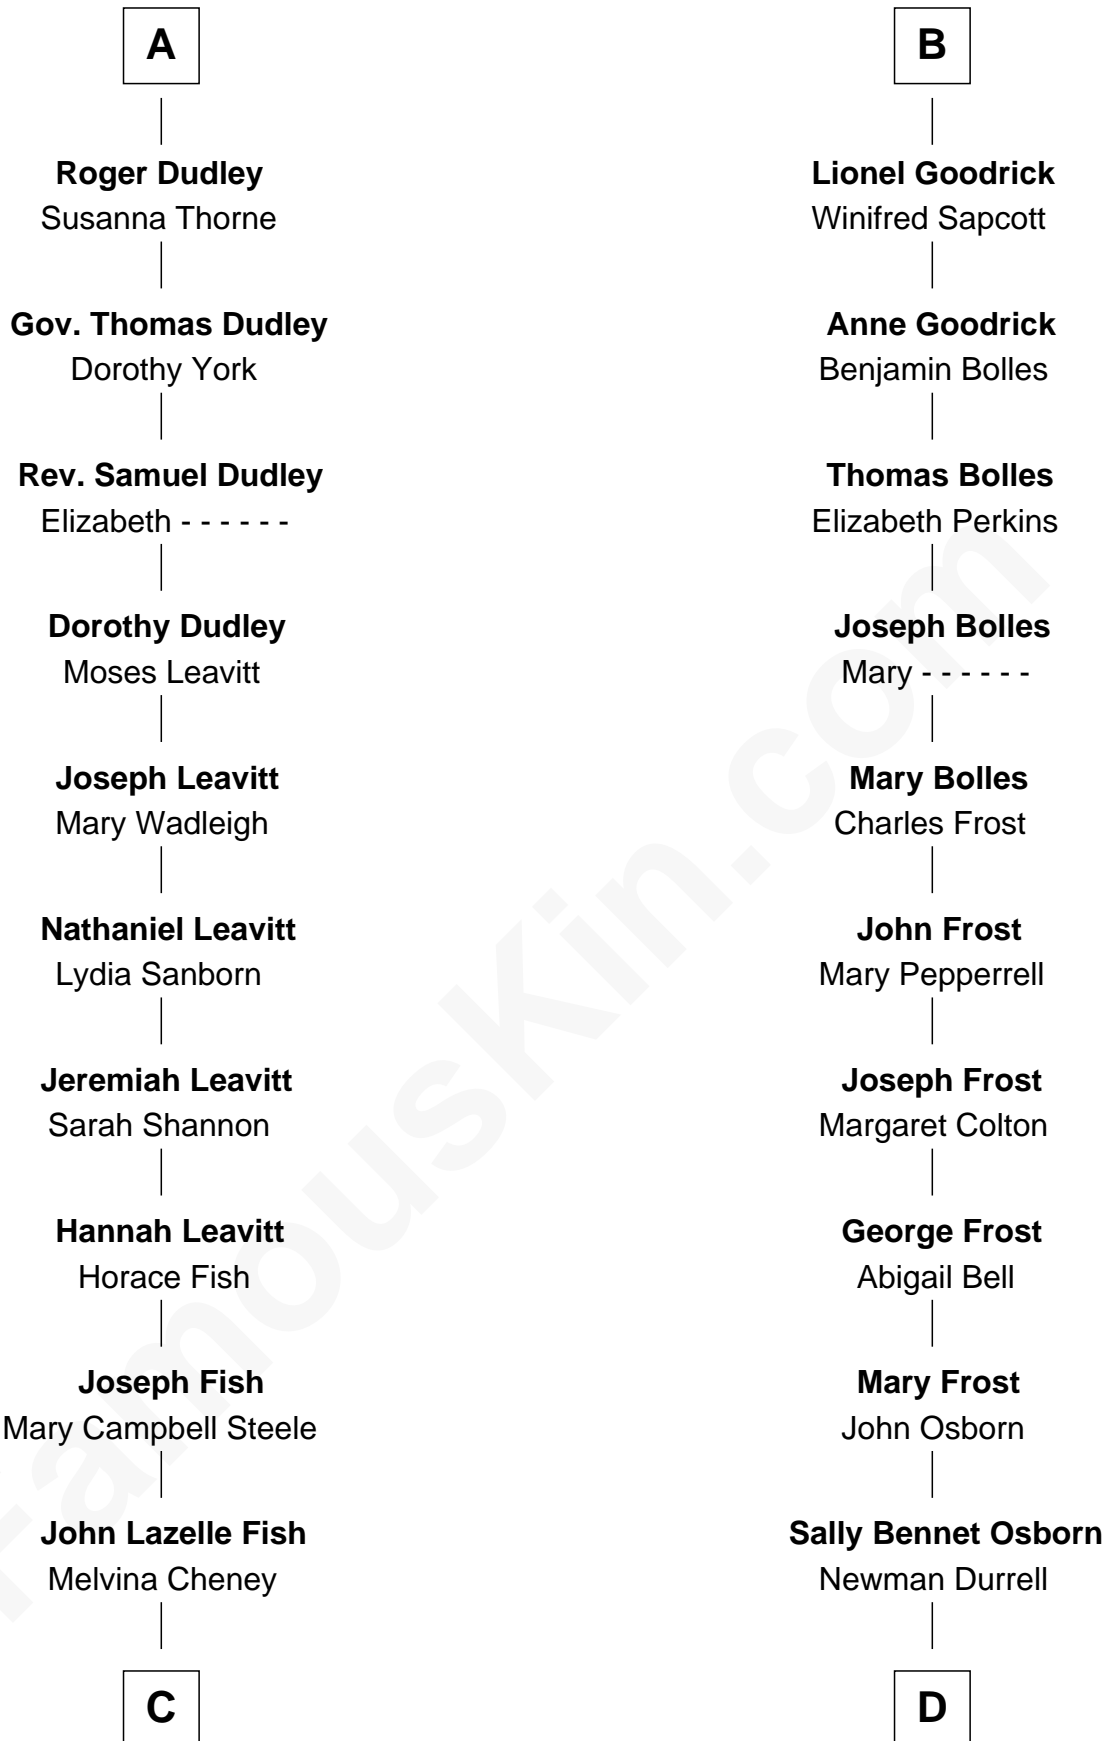 A
Roger Dudley
Susanna Thorne
Gov. Thomas Dudley
Dorothy York
Rev. Samuel Dudley
Elizabeth - - - - - -
Dorothy Dudley
Moses Leavitt
Joseph Leavitt
Mary Wadleigh
Nathaniel Leavitt
Lydia Sanborn
Jeremiah Leavitt
Sarah Shannon
Hannah Leavitt
Horace Fish
Joseph Fish
Mary Campbell Steele
John Lazelle Fish
Melvina Cheney
C
B
Lionel Goodrick
Winifred Sapcott
Anne Goodrick
Benjamin Bolles
Thomas Bolles
Elizabeth Perkins
Joseph Bolles
Mary - - - - - -
Mary Bolles
Charles Frost
John Frost
Mary Pepperrell
Joseph Frost
Margaret Colton
George Frost
Abigail Bell
Mary Frost
John Osborn
Sally Bennet Osborn
Newman Durrell
D
FamousKin.com